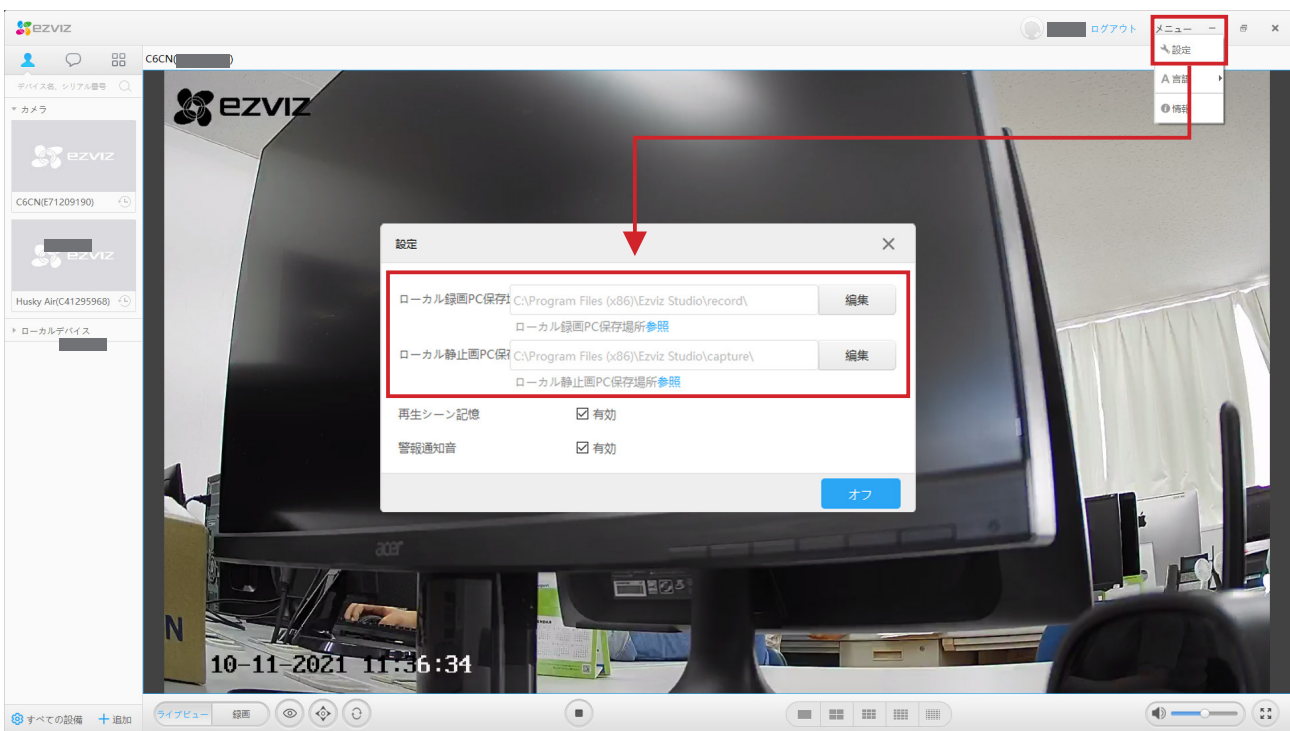 ezviz
ログアウト
メニュー
設定
A 言語
情報
C6CN(
デバイス名、シリアル番号
カメラ
ezviz
C6CN(E71209190)
ezviz
Husky Air(C41295968)
ローカルデバイス
ezviz
設定
ローカル録画PC保存場
C:\Program Files (x86)\Ezviz Studio\record\
編集
ローカル録画PC保存場所参照
ローカル静止画PC保存
C:\Program Files (x86)\Ezviz Studio\capture\
編集
ローカル静止画PC保存場所参照
再生シーン記憶
有効
警報通知音
有効
オフ
acer
N
10-11-2021 11:36:34
すべての設備
追加
ライブビュー
録画